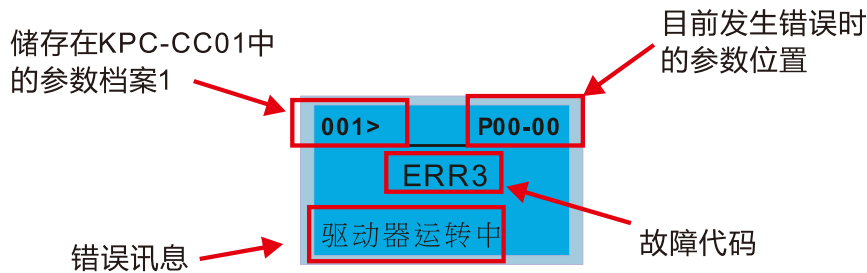 储存在KPC-CC01中
的参数档案1
目前发生错误时
的参数位置
001>
P00-00
ERR3
驱动器运转中
错误讯息
故障代码